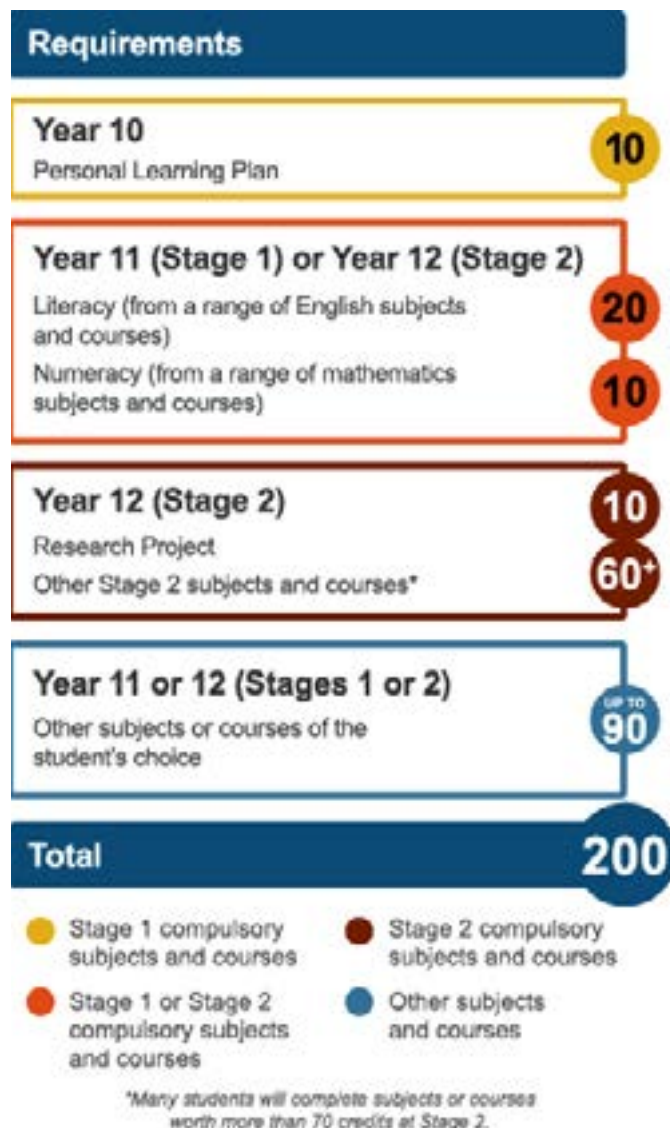 Requirements
Year 10
Personal Learning Plan
10
Year 11 (Stage 1) or Year 12 (Stage 2)
Literacy (from a range of English subjects
and courses)
20
Numeracy (from a range of mathematics
subjects and courses)
10
Year 12 (Stage 2)
10
Research Project
Other Stage 2 subjects and courses*
60+
Year 11 or 12 (Stages 1 or 2)
Other subjects or courses of the
student's choice
UP TO
90
Total
200
Stage 1 compulsory
subjects and courses
Stage 1 or Stage 2
compulsory subjects
and courses
Stage 2 compulsory
subjects and courses
Other subjects
and courses
*Many students will complete subjects or courses
worth more than 70 credits at Stage 2.